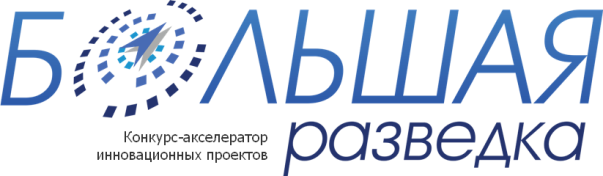 БОЛЬШАЯ
разведка
Конкурс-акселератор
инновационных проектов